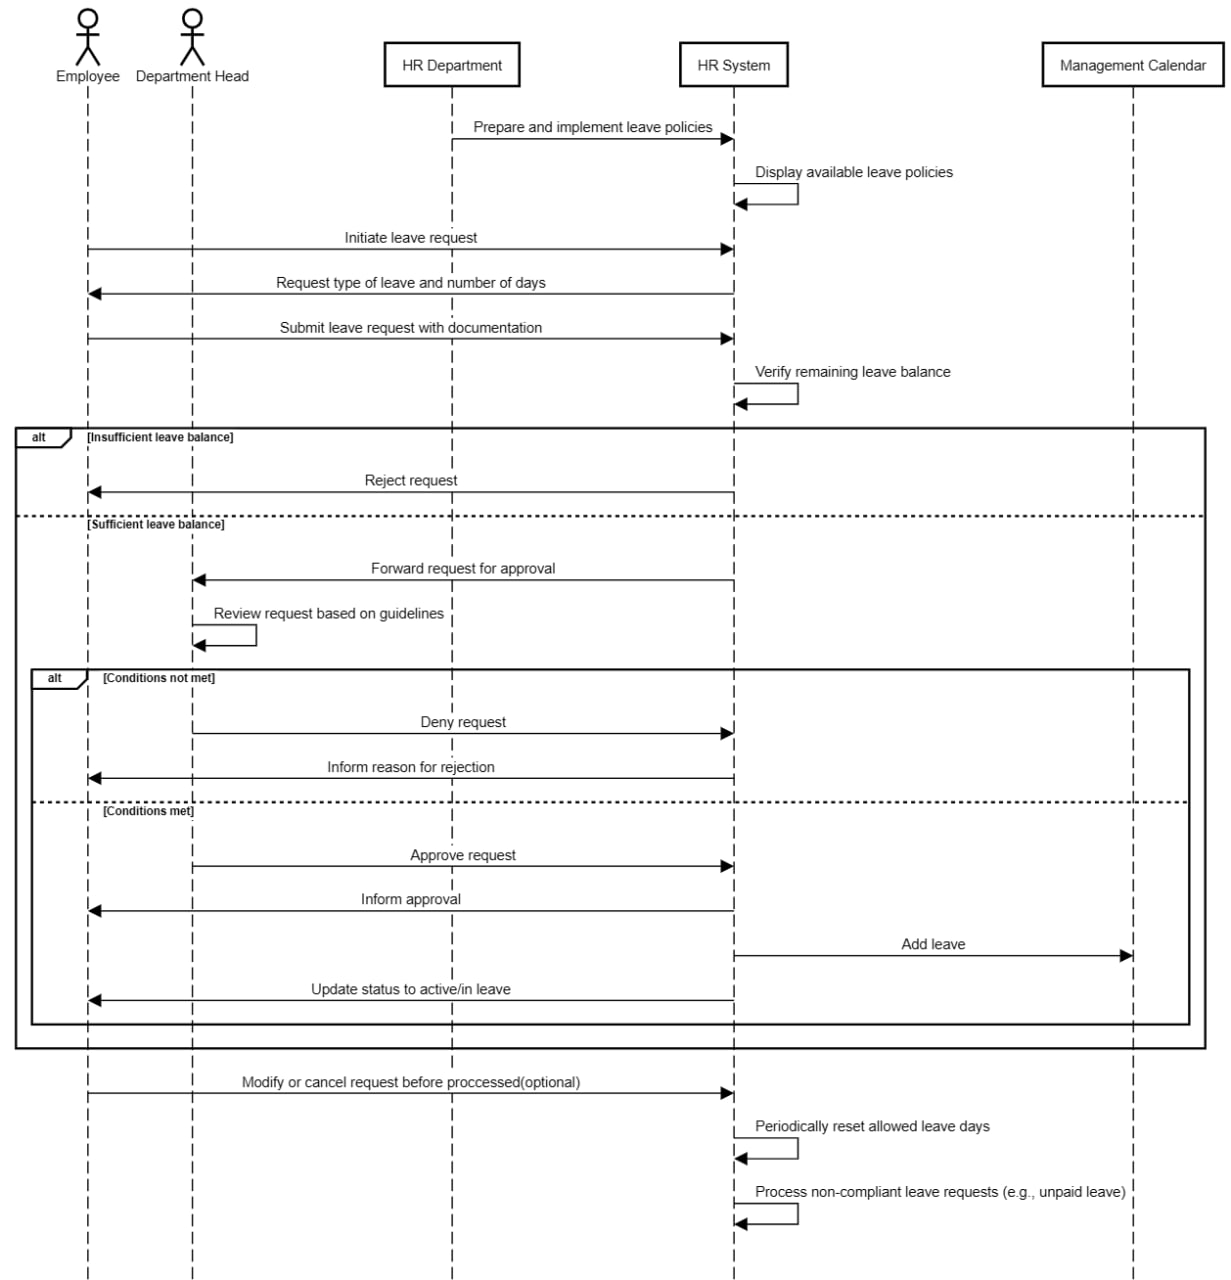 Employee
Department Head
HR Department
HR System
Management Calendar
Prepare and implement leave policies
Display available leave policies
Initiate leave request
Request type of leave and number of days
Submit leave request with documentation
Verify remaining leave balance
alt
[Insufficient leave balance]
Reject request
[Sufficient leave balance]
Forward request for approval
Review request based on guidelines
alt
[Conditions not met]
Deny request
Inform reason for rejection
[Conditions met]
Approve request
Inform approval
Add leave
Update status to active/in leave
Modify or cancel request before proccessed(optional)
Periodically reset allowed leave days
Process non-compliant leave requests (e.g., unpaid leave)